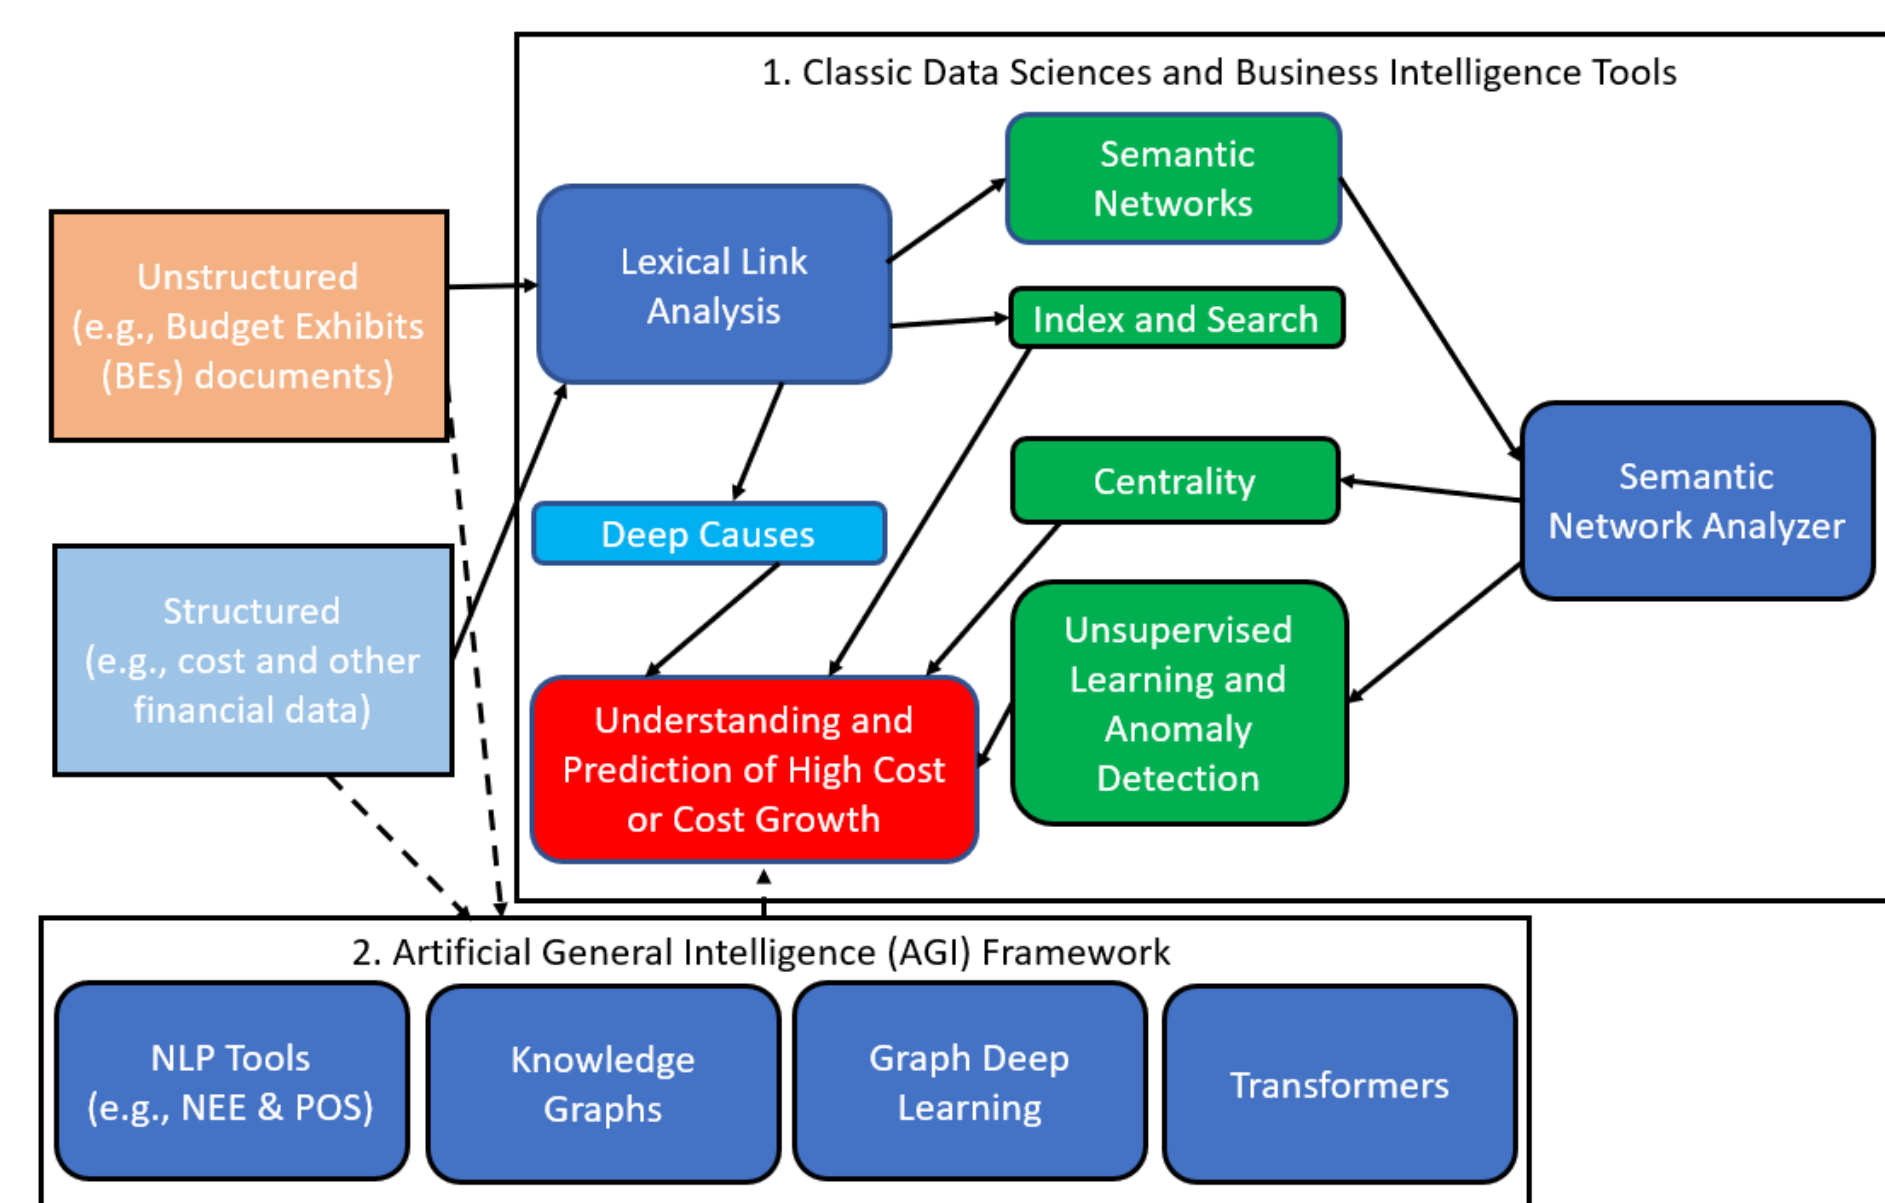 1. Classic Data Sciences and Business Intelligence Tools
Semantic
Networks
Lexical Link
Analysis
Unstructured
(e.g., Budget Exhibits
(BEs) documents)
Index and Search
Centrality
Semantic
Network Analyzer
Deep Causes
Structured
(e.g., cost and other
financial data)
Unsupervised
Learning and
Anomaly
Detection
Understanding and
Prediction of High Cost
or Cost Growth
2. Artificial General Intelligence (AGI) Framework
NLP Tools
(e.g., NEE & POS)
Knowledge
Graphs
Graph Deep
Learning
Transformers